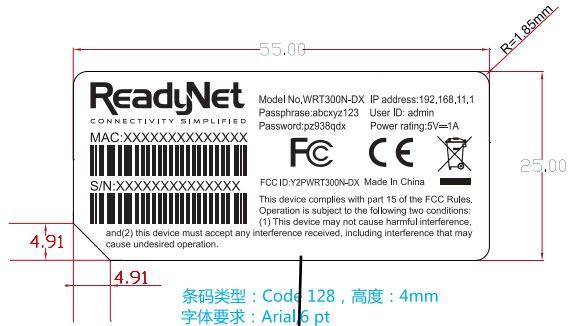 55.00
R=1.85mm
ReadyNet
CONNECTIVITY SIMPLIFIED
MAC:XXXXXXXXXXXXXXX
S/N:XXXXXXXXXXXXXXX
Model No,WRT300N-DX IP address:192,168,11,1
Passphrase:abcxyz123 User ID: admin
Password:pz938qdx Power rating:5V⎓1A
FC CE
FCC ID:Y2PWRT300N-DX Made In China
25.00
This device complies with part 15 of the FCC Rules.
Operation is subject to the following two conditions:
(1) This device may not cause harmful interference,
and(2) this device must accept any interference received, including interference that may
cause undesired operation.
4.91
4.91
条码类型：Code 128，高度：4mm
字体要求：Arial,6 pt